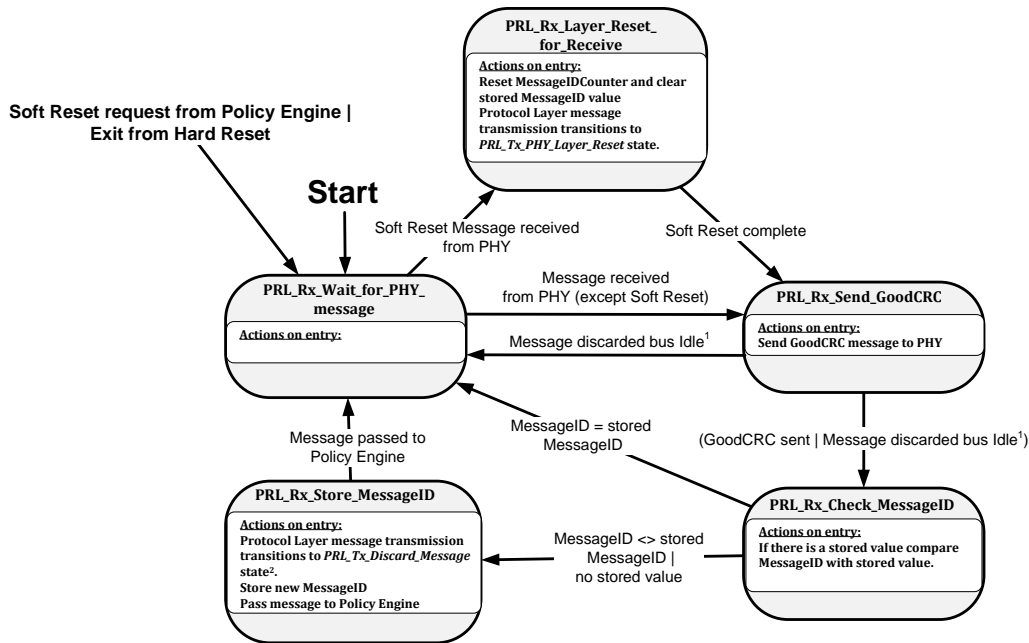 PRL_Rx_Layer_Reset_
for_Receive
Actions on entry:
Reset MessageIDCounter and clear
stored MessageID value
Protocol Layer message
transmission transitions to
PRL_Tx_PHY_Layer_Reset state.
Soft Reset request from Policy Engine |
Exit from Hard Reset
Start
Soft Reset Message received
from PHY
Soft Reset complete
PRL_Rx_Wait_for_PHY_
message
Actions on entry:
Message received
from PHY (except Soft Reset)
Message discarded bus Idle¹
PRL_Rx_Send_GoodCRC
Actions on entry:
Send GoodCRC message to PHY
Message passed to
Policy Engine
MessageID = stored
MessageID
(GoodCRC sent | Message discarded bus Idle¹)
PRL_Rx_Store_MessageID
Actions on entry:
Protocol Layer message transmission
transitions to PRL_Tx_Discard_Message
state².
Store new MessageID
Pass message to Policy Engine
MessageID <> stored
MessageID |
no stored value
PRL_Rx_Check_MessageID
Actions on entry:
If there is a stored value compare
MessageID with stored value.